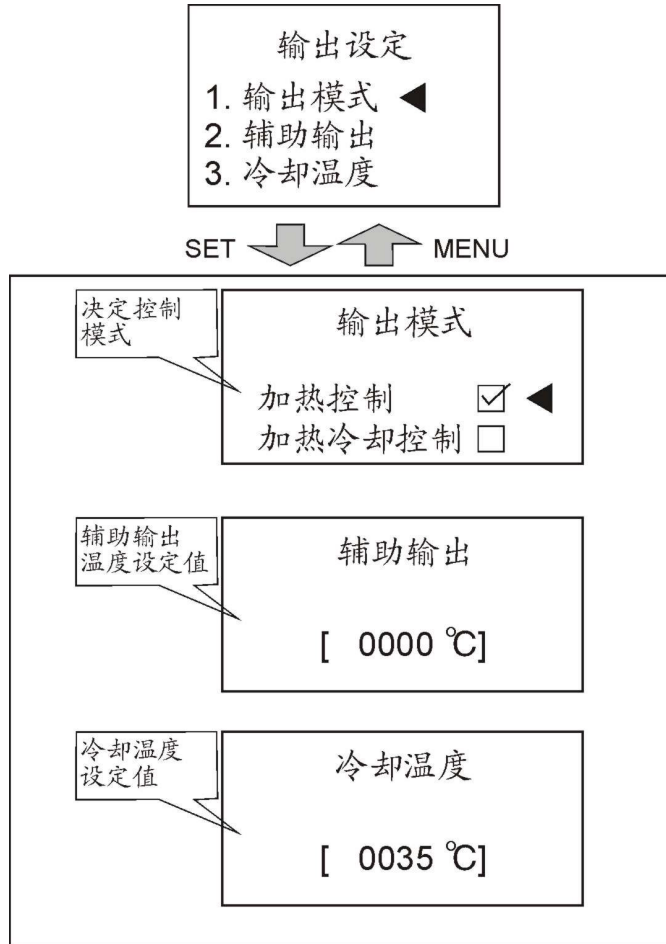 输出设定
1. 输出模式
2. 辅助输出
3. 冷却温度
SET
MENU
决定控制
模式
输出模式
加热控制
加热冷却控制
辅助输出
温度设定值
辅助输出
[ 0000 ℃]
冷却温度
设定值
冷却温度
[ 0035 ℃]